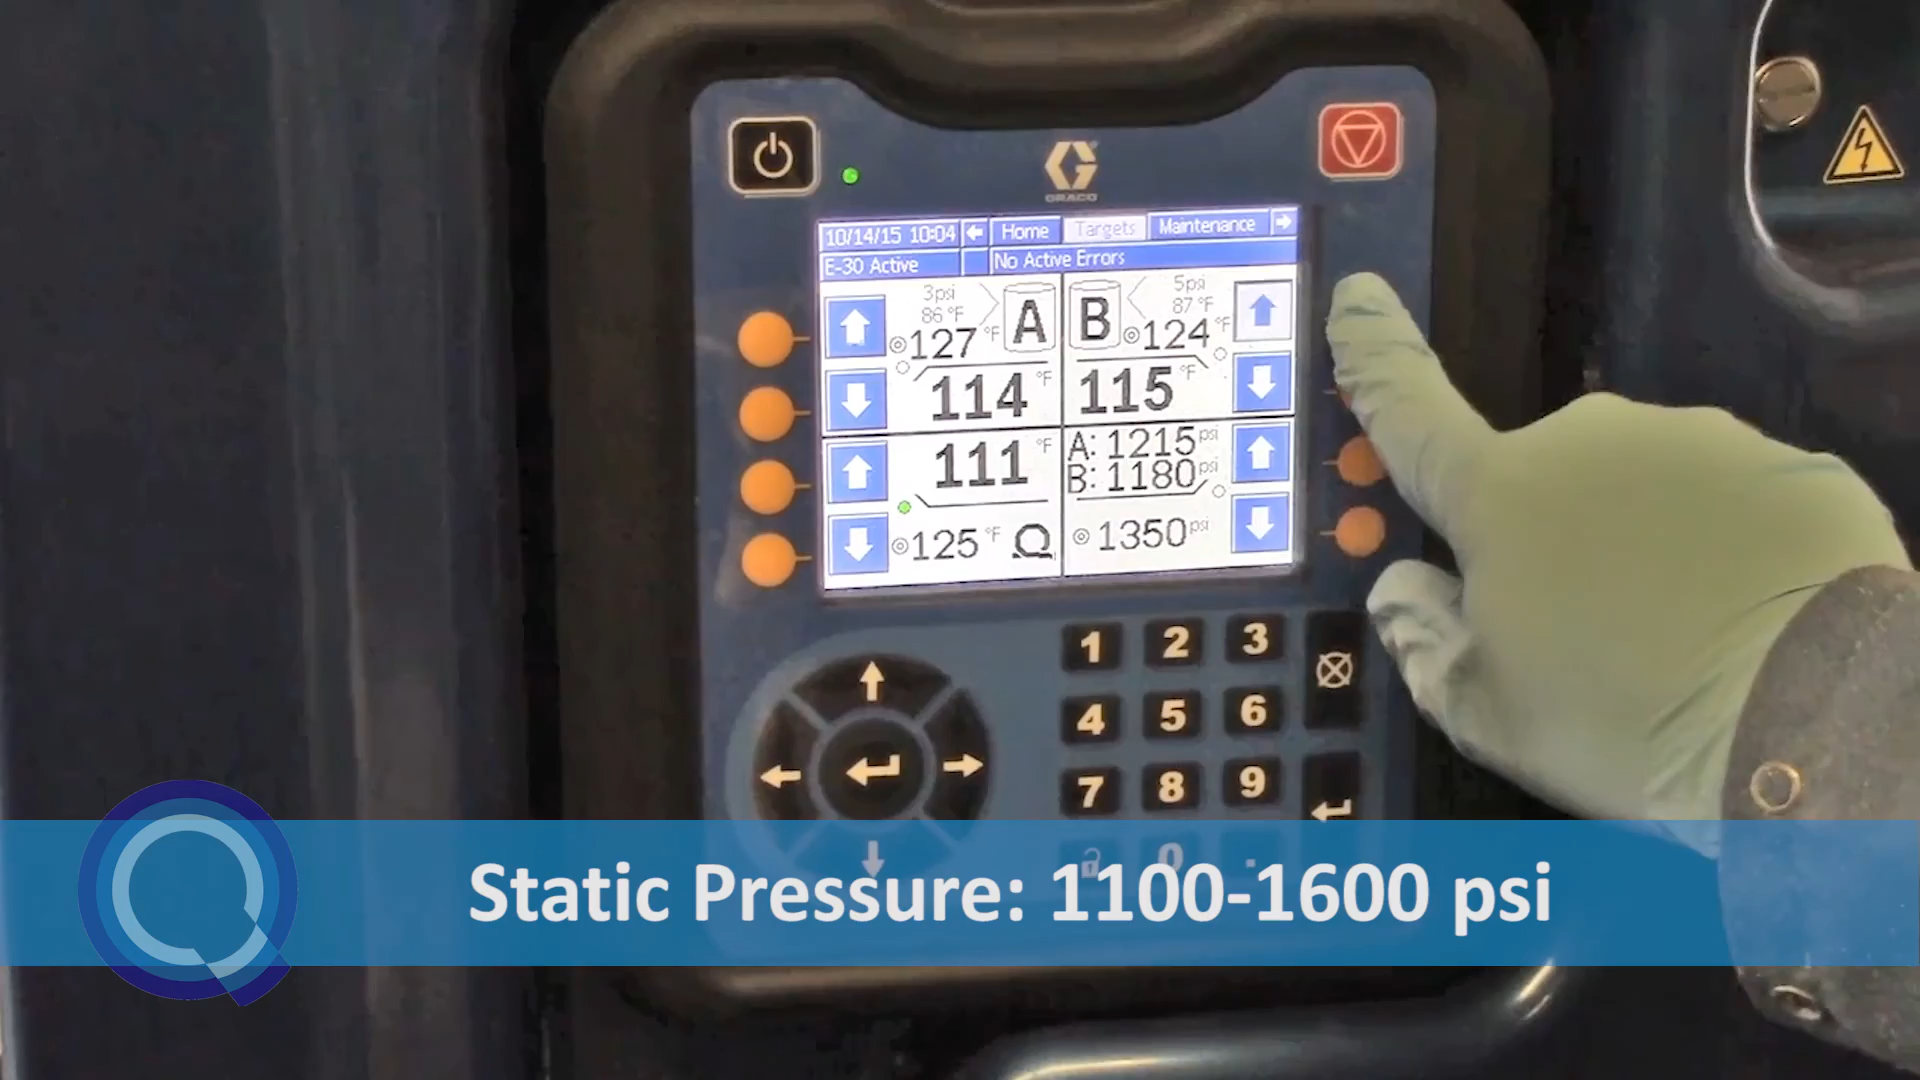 GRACO
10/14/15 10:04 Home Targets Maintenance
E-30 Active No Active Errors
3psi
86 °F
127 °F
A
114 °F
B
5psi
87 °F
124 °F
115 °F
111 °F
125 °F
A: 1215 psi
B: 1180 psi
1350 psi
1 2 3
4 5 6
7 8 9
0 .
Static Pressure: 1100-1600 psi